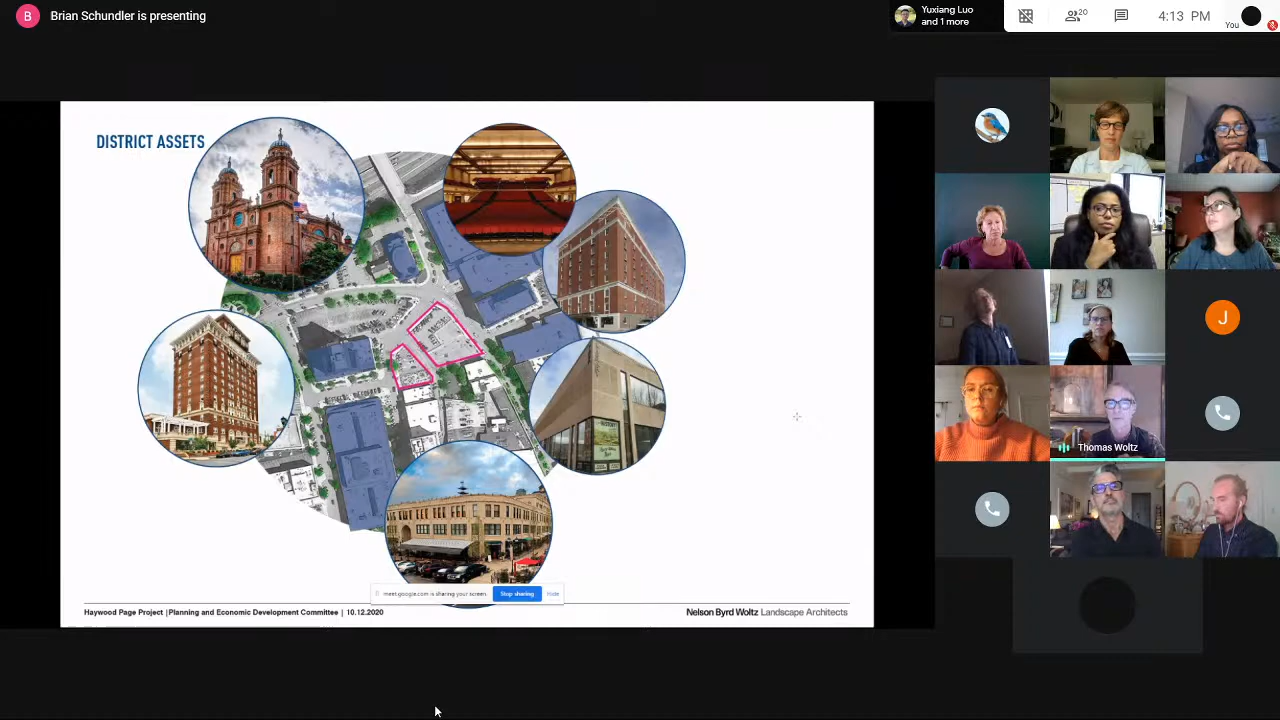 B Brian Schundler is presenting
Yuxiang Luo
and 1 more
20
4:13 PM
You
DISTRICT ASSETS
J
Thomas Woltz
meet.google.com is sharing your screen. Stop sharing Hide
Haywood Page Project |Planning and Economic Development Committee | 10.12.2020
Nelson Byrd Woltz Landscape Architects